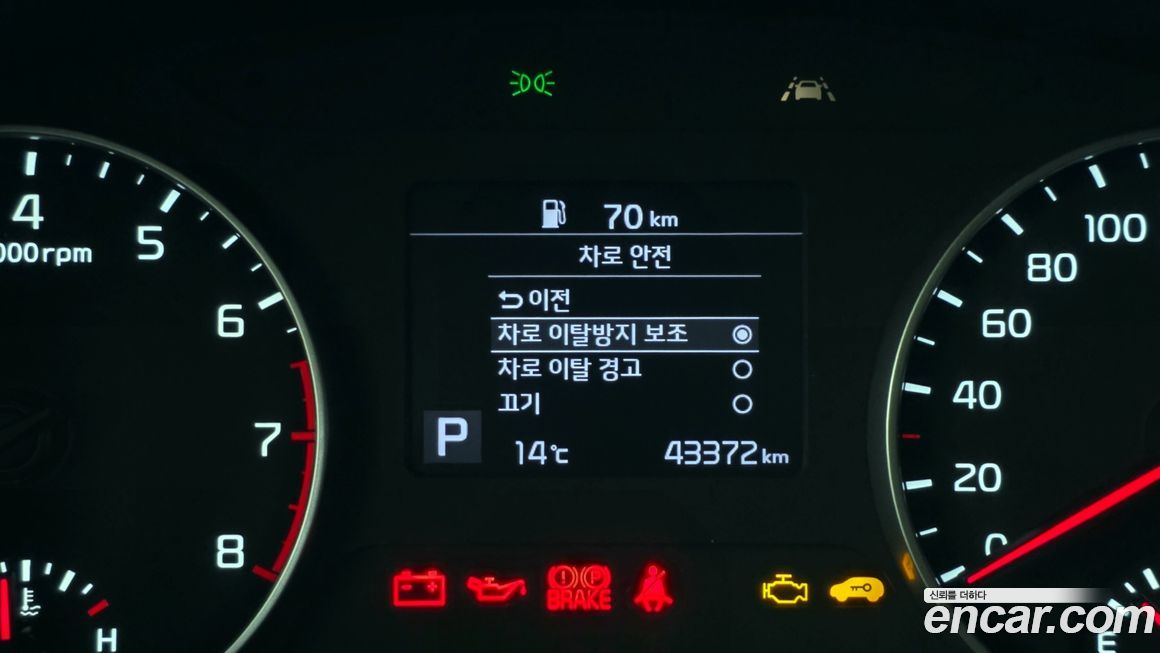 70 km
차로 안전
이전
차로 이탈방지 보조
차로 이탈 경고
끄기
P
14℃
43372 km
4
5
6
7
8
000rpm
H
100
80
60
40
20
0
E
BRAKE
P
신뢰를 더하다
encar.com